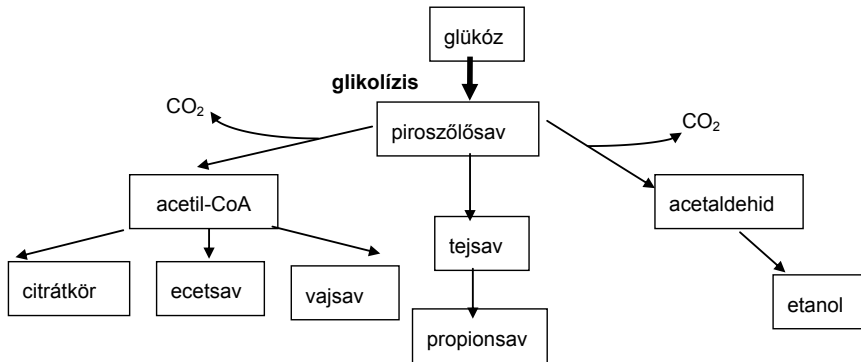 glükóz
glikolízis
CO₂
piroszőlősav
CO₂
acetil-CoA
acetaldehid
tejsav
citrátkör
ecetsav
vajsav
etanol
propionsav